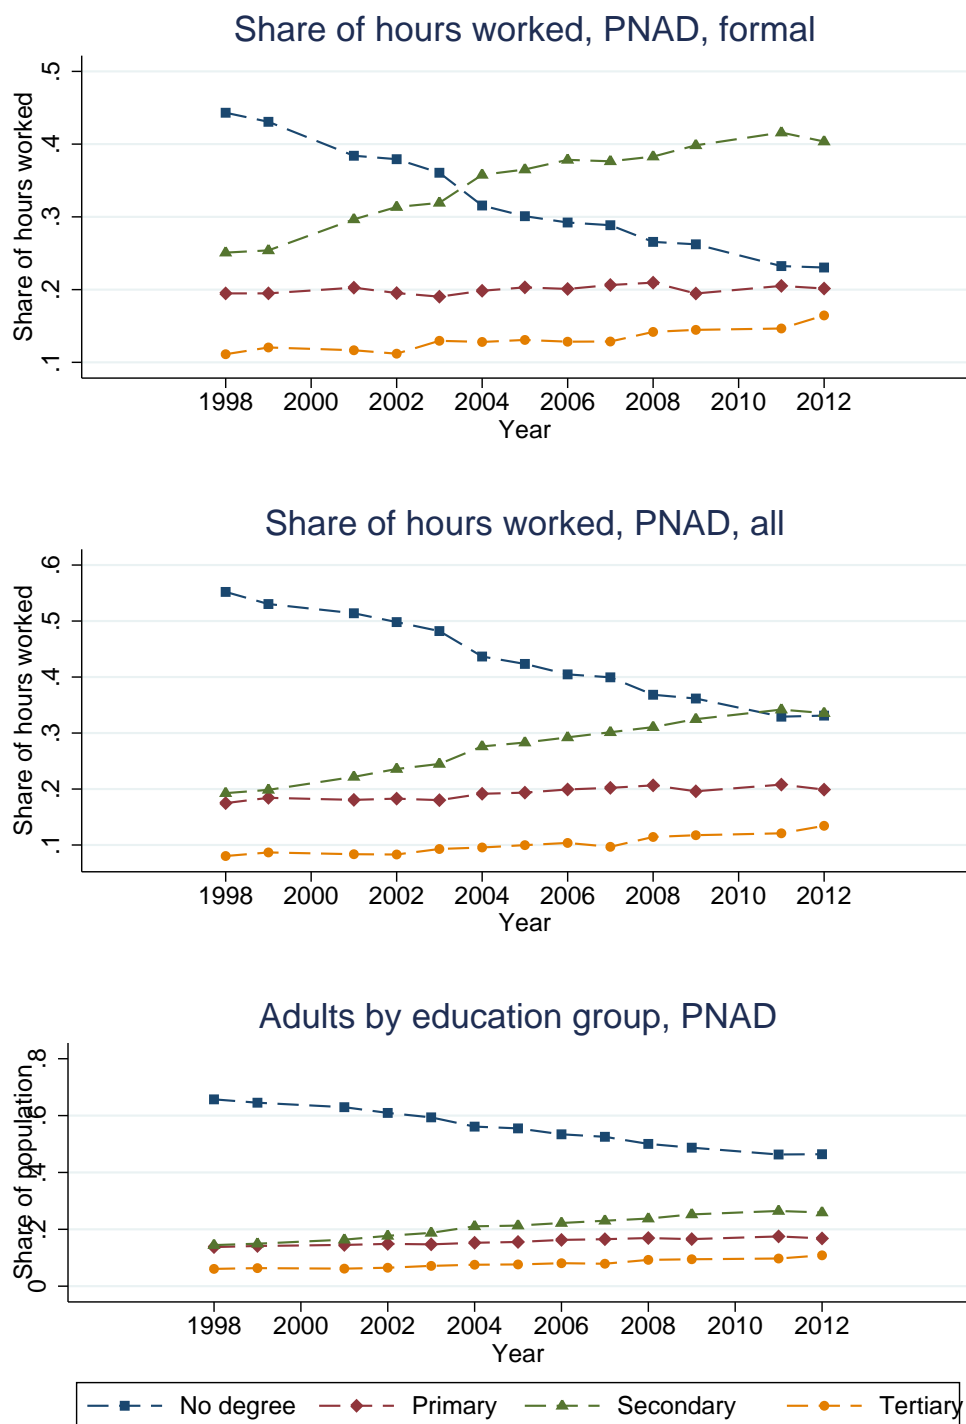 Share of hours worked, PNAD, formal
Share of hours worked
.5
.4
.3
.2
.1
1998 2000 2002 2004 2006 2008 2010 2012
Year
Share of hours worked, PNAD, all
Share of hours worked
.6
.5
.4
.3
.2
.1
1998 2000 2002 2004 2006 2008 2010 2012
Year
Adults by education group, PNAD
Share of population
.8
.6
.4
.2
0
1998 2000 2002 2004 2006 2008 2010 2012
Year
No degree Primary Secondary Tertiary